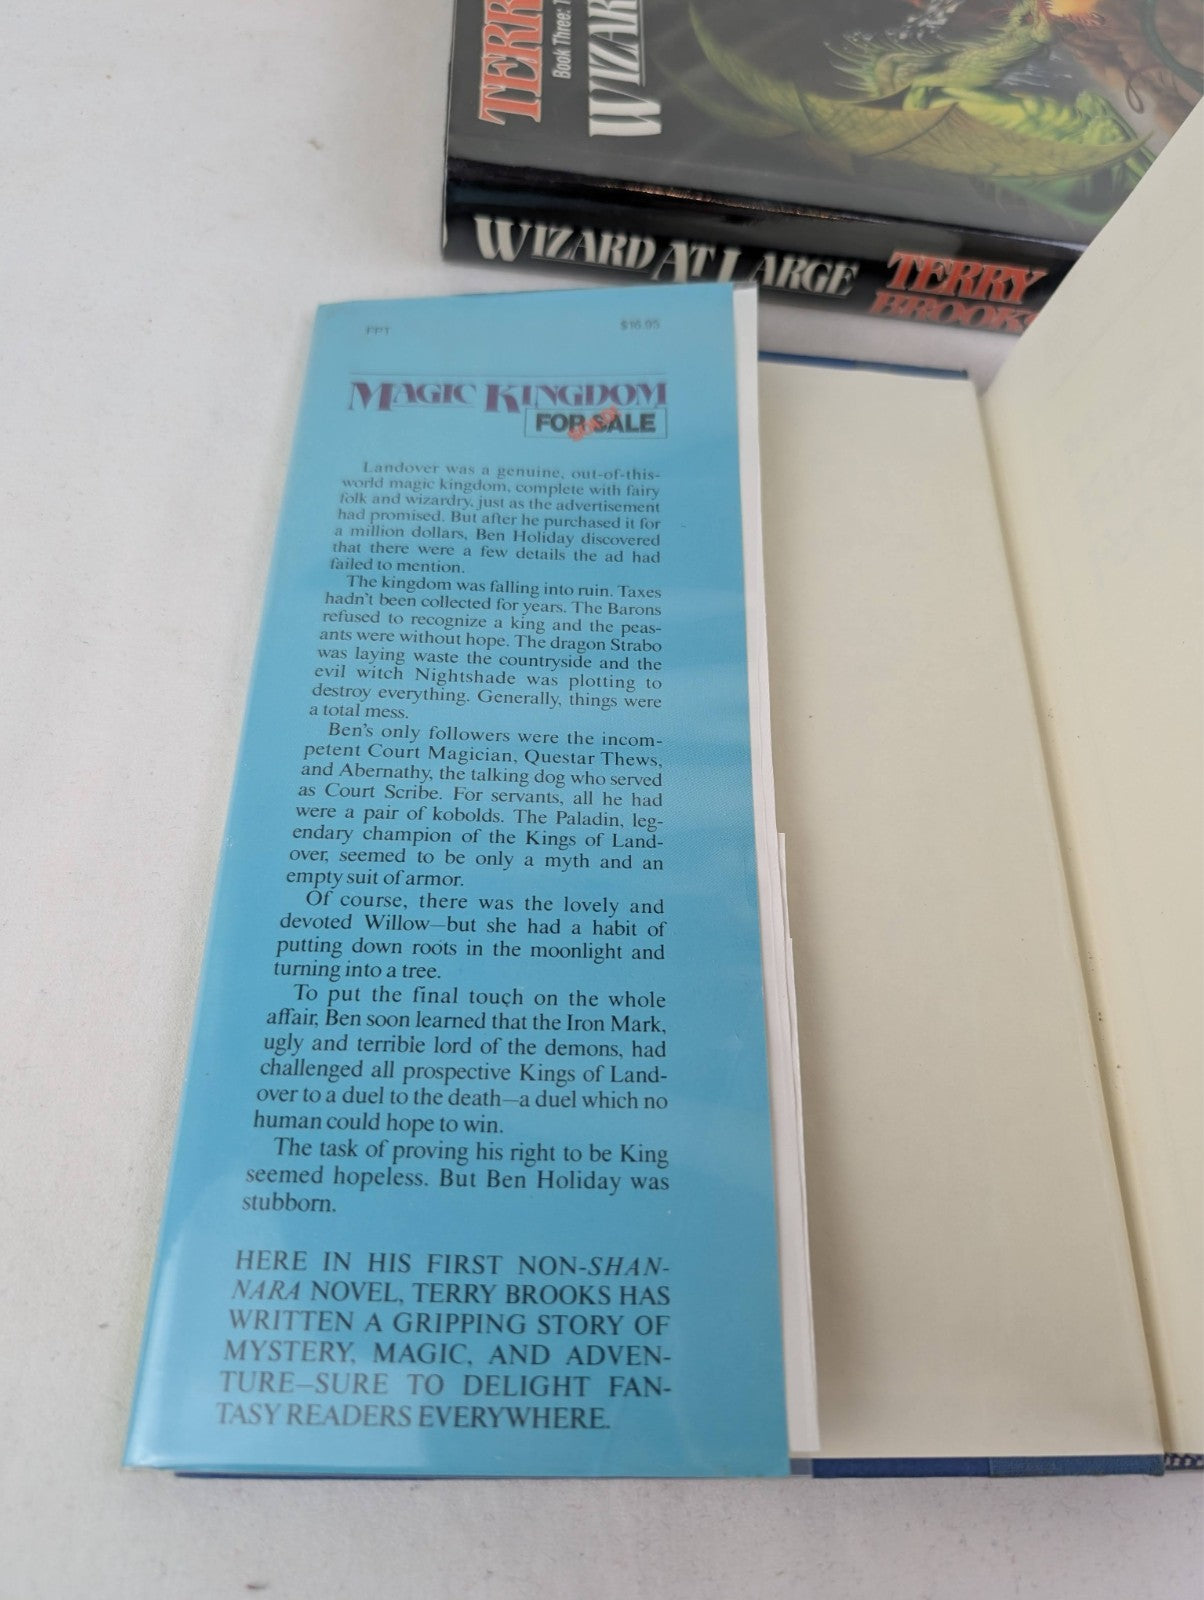 TERR
Book Three: T
WIZAR
WIZARD AT LARGE
TERRY
BROOKS
FPT $16.95
MAGIC KINGDOM
FOR SALE
Landover was a genuine, out-of-this-
world magic kingdom, complete with fairy
folk and wizardry, just as the advertisement
had promised. But after he purchased it for
a million dollars, Ben Holiday discovered
that there were a few details the ad had
failed to mention.
The kingdom was falling into ruin. Taxes
hadn't been collected for years. The Barons
refused to recognize a king and the peas-
ants were without hope. The dragon Strabo
was laying waste the countryside and the
evil witch Nightshade was plotting to
destroy everything. Generally, things were
a total mess.
Ben's only followers were the incom-
petent Court Magician, Questar Thews,
and Abernathy, the talking dog who served
as Court Scribe. For servants, all he had
were a pair of kobolds. The Paladin, leg-
endary champion of the Kings of Land-
over, seemed to be only a myth and an
empty suit of armor.
Of course, there was the lovely and
devoted Willow—but she had a habit of
putting down roots in the moonlight and
turning into a tree.
To put the final touch on the whole
affair, Ben soon learned that the Iron Mark,
ugly and terrible lord of the demons, had
challenged all prospective Kings of Land-
over to a duel to the death—a duel which no
human could hope to win.
The task of proving his right to be King
seemed hopeless. But Ben Holiday was
stubborn.
HERE IN HIS FIRST NON-SHAN-
NARA NOVEL, TERRY BROOKS HAS
WRITTEN A GRIPPING STORY OF
MYSTERY, MAGIC, AND ADVEN-
TURE—SURE TO DELIGHT FAN-
TASY READERS EVERYWHERE.